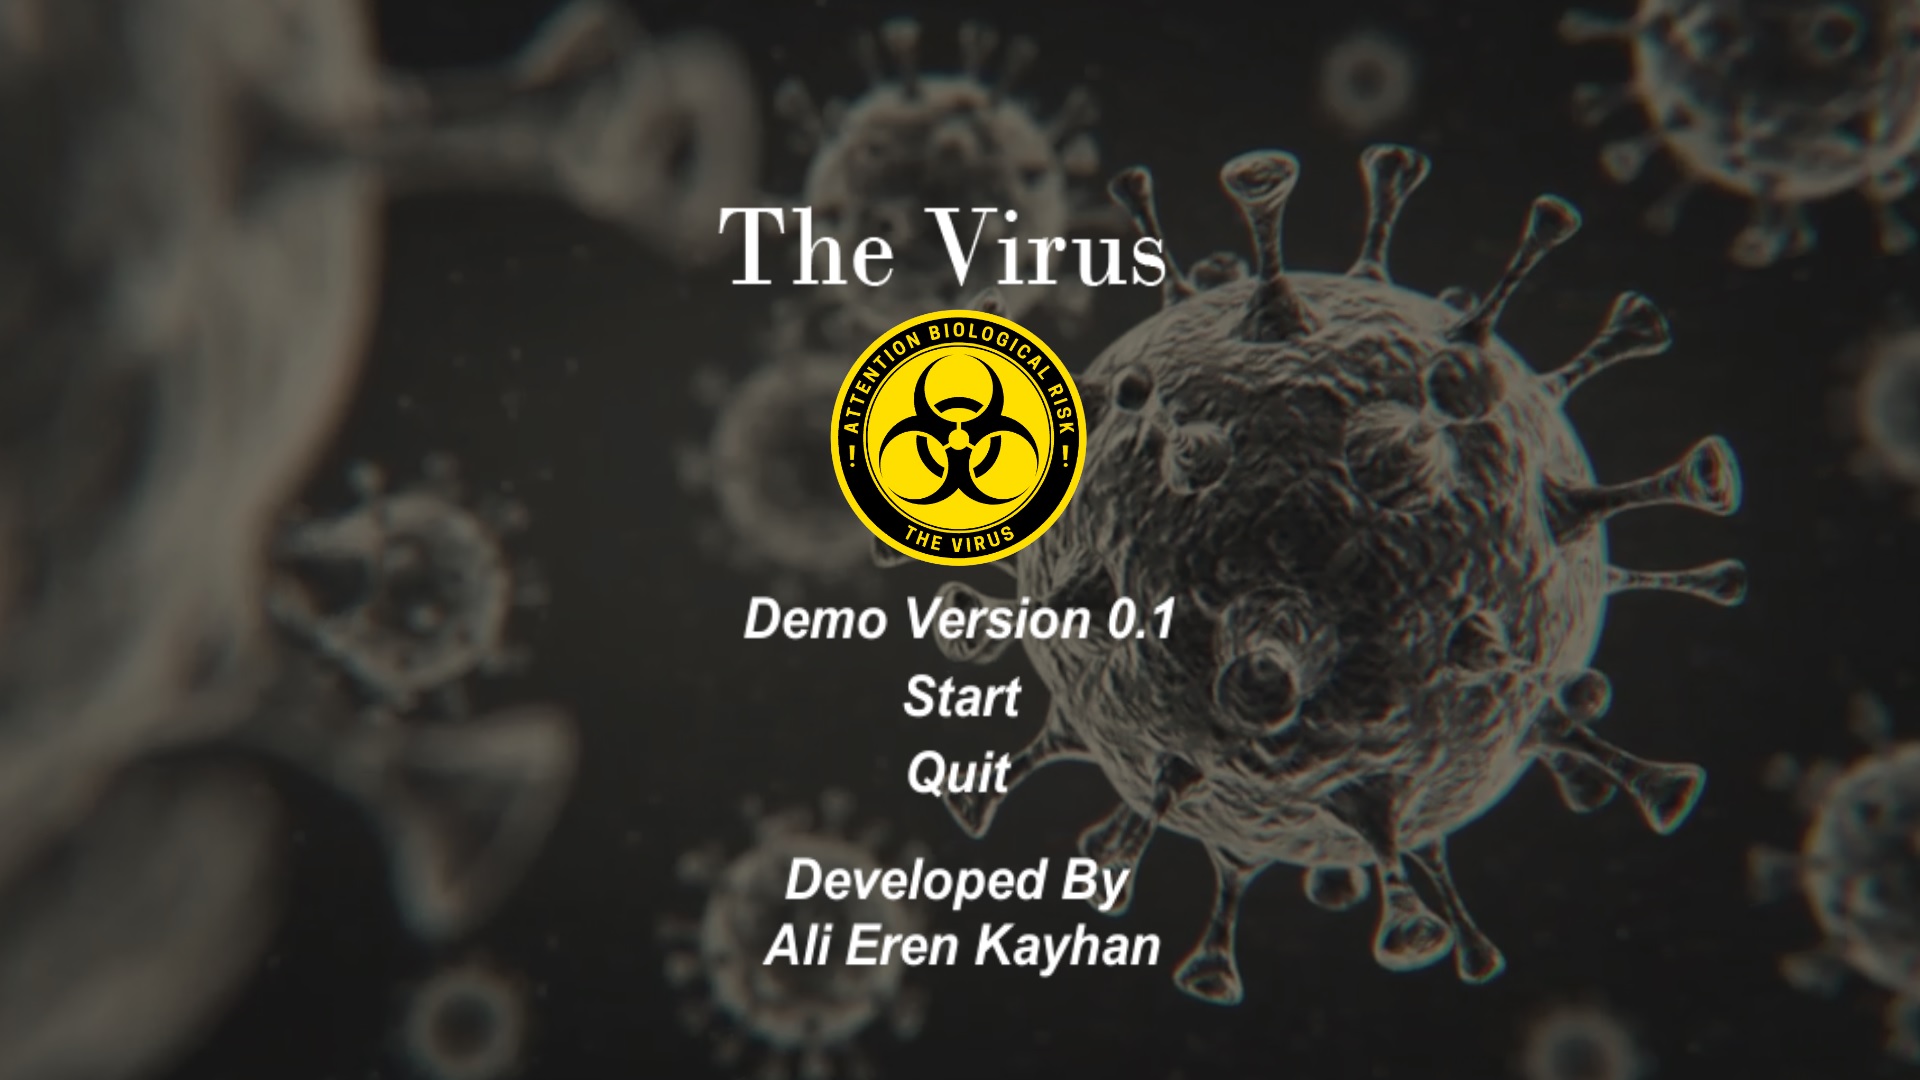 The Virus
! ATTENTION BIOLOGICAL RISK !
THE VIRUS
Demo Version 0.1
Start
Quit
Developed By
Ali Eren Kayhan